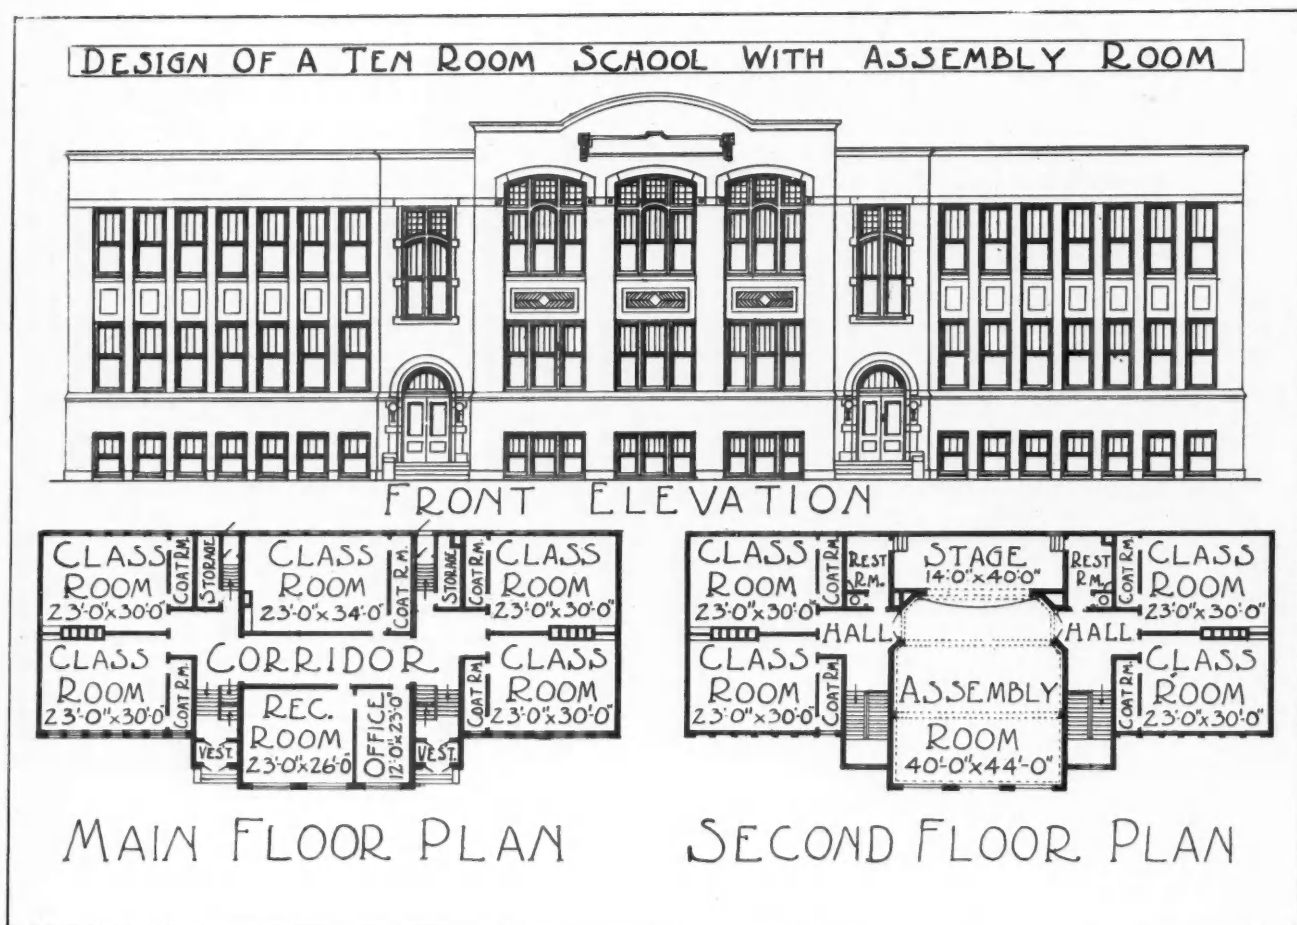 DESIGN OF A TEN ROOM SCHOOL WITH ASSEMBLY ROOM
FRONT ELEVATION
CLASS
ROOM
23'-0"x30'-0"
COAT RM.
STORAGE
CLASS
ROOM
23'-0"x34'-0"
COAT RM.
STORAGE
COAT RM.
CLASS
ROOM
23'-0"x30'-0"
CORRIDOR
CLASS
ROOM
23'-0"x30'-0"
COAT RM.
VEST.
REC.
ROOM
23'-0"x26'-0
OFFICE
12'-0"x23'-0"
VEST.
COAT RM.
CLASS
ROOM
23'-0"x30'-0"
MAIN FLOOR PLAN
CLASS
ROOM
23'-0"x30'-0"
COAT RM.
REST
RM.
STAGE
14'-0"x40'-0"
REST
RM.
COAT RM.
CLASS
ROOM
23'-0"x30'-0"
HALL
HALL
CLASS
ROOM
23'-0"x30'-0"
COAT RM.
ASSEMBLY
ROOM
40'-0"x44'-0"
COAT RM.
CLASS
ROOM
23'-0"x30'-0"
SECOND FLOOR PLAN